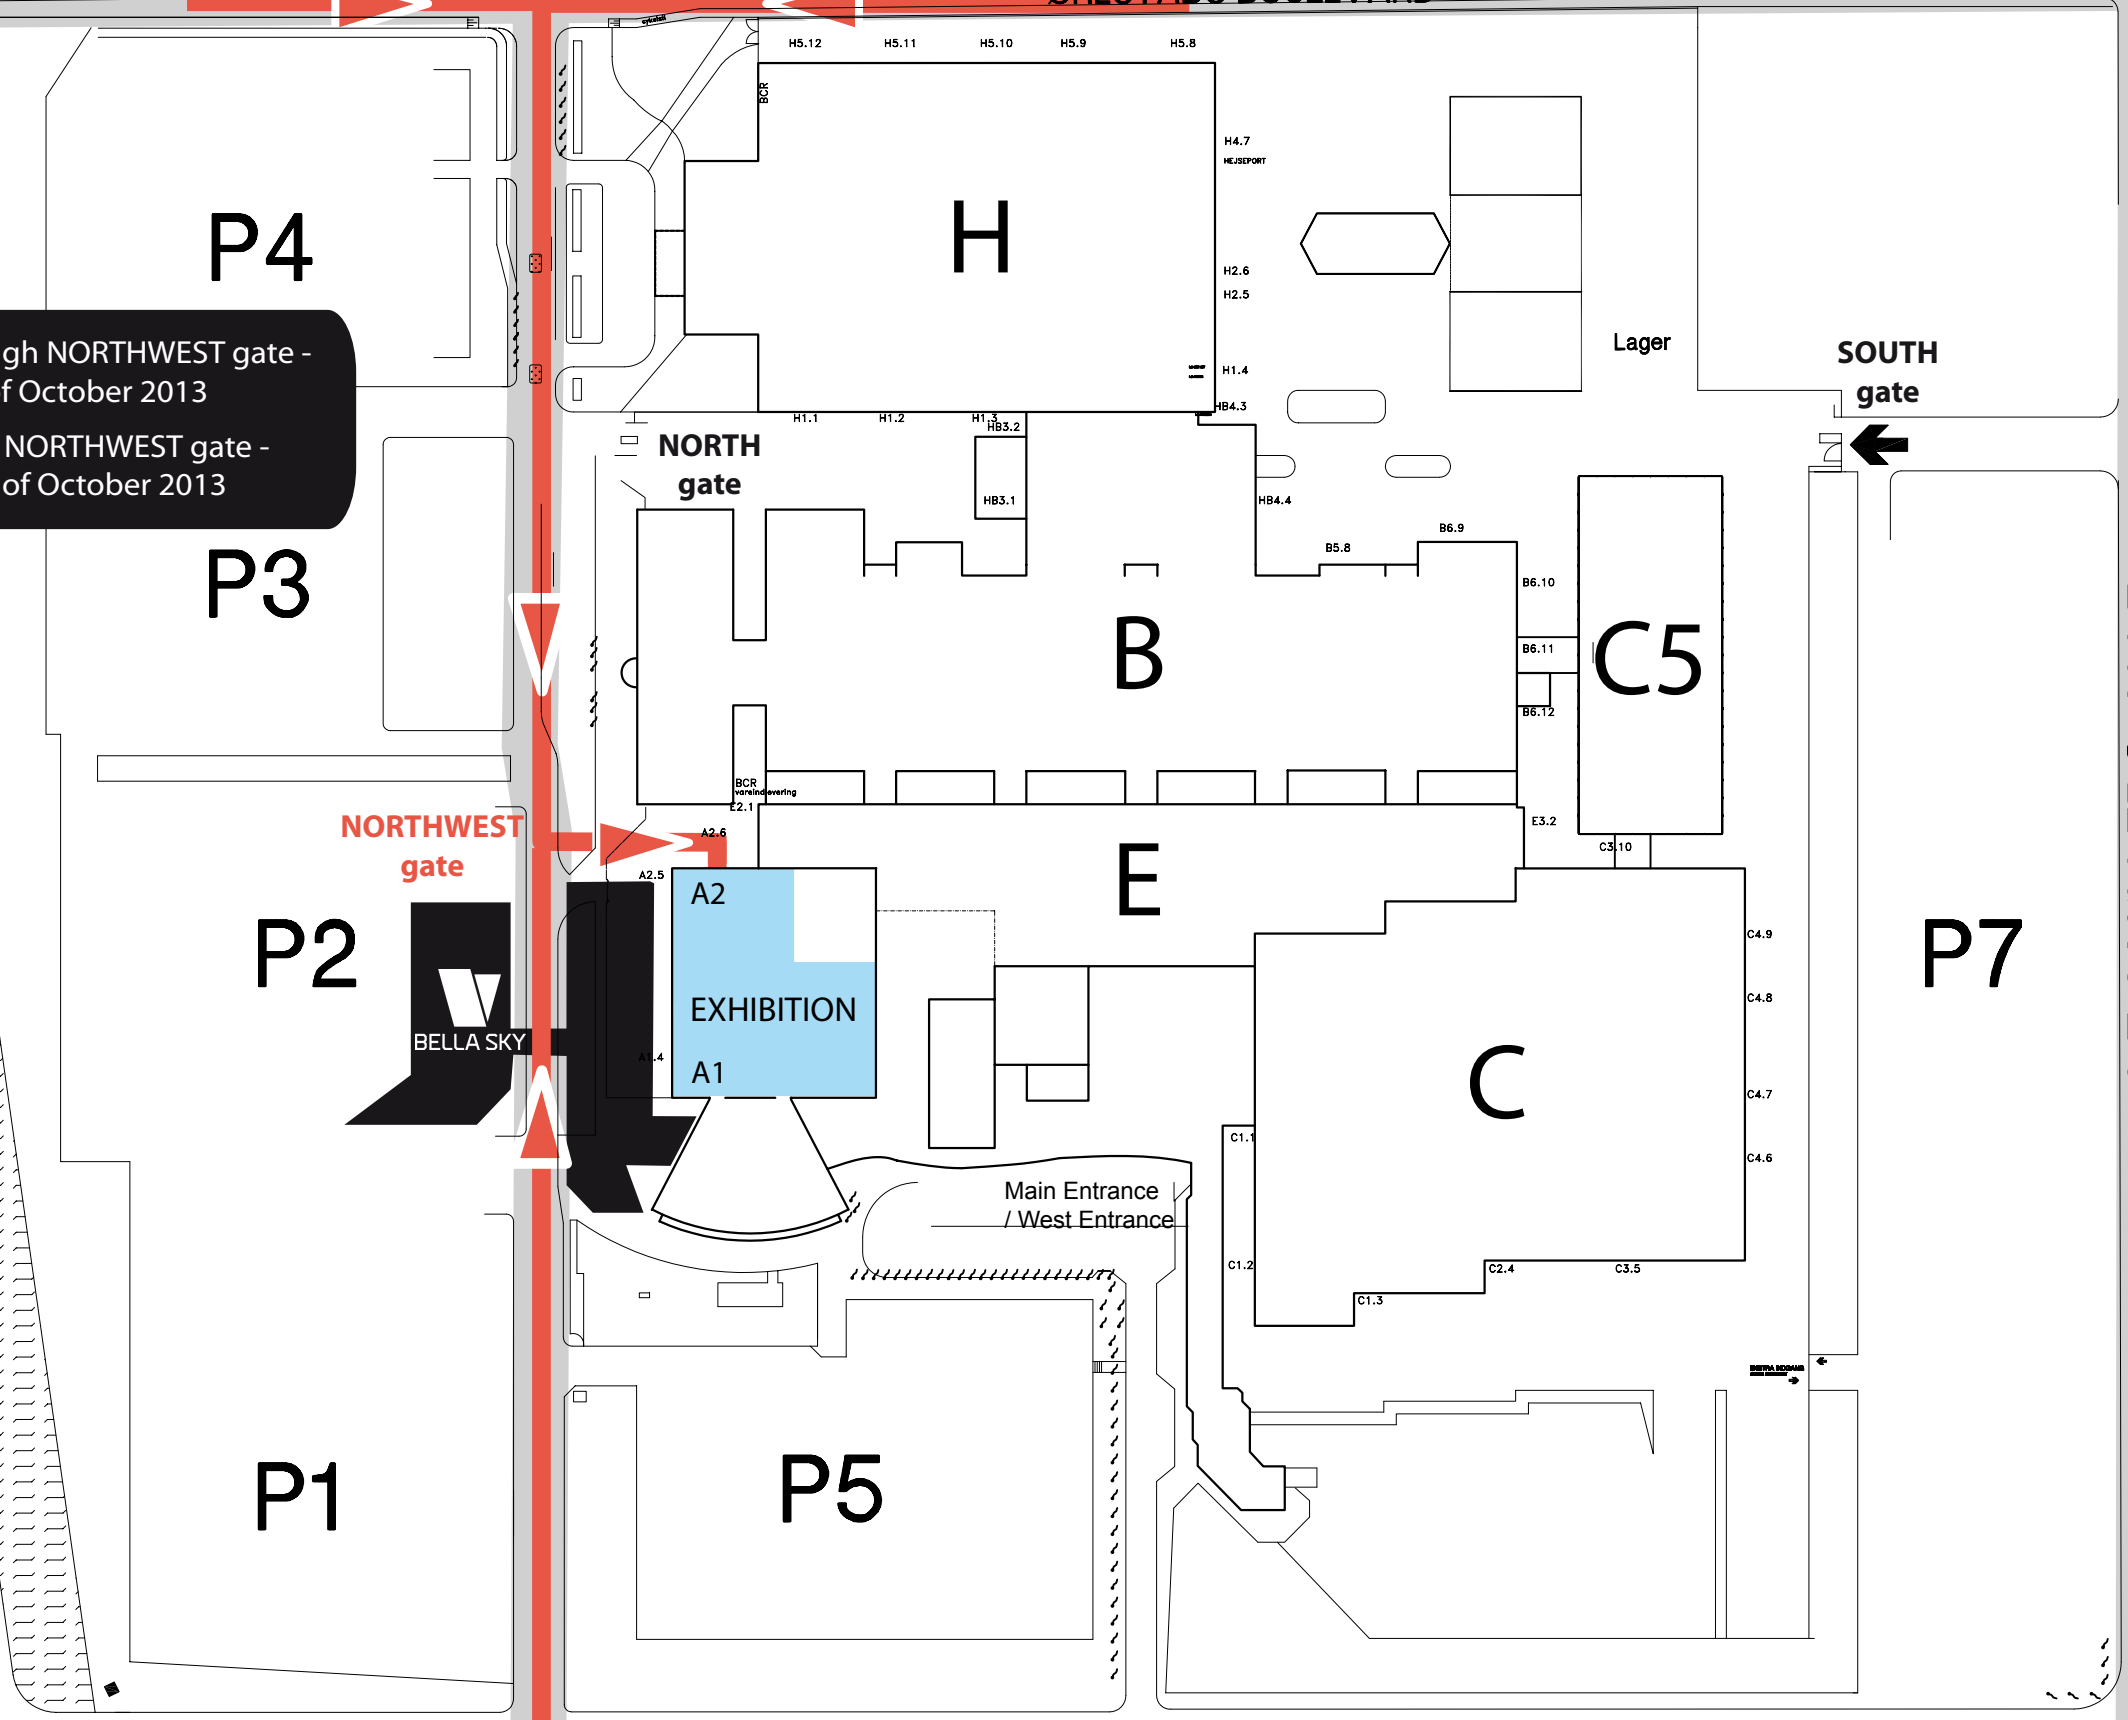 cykelsti
H5.12
H5.11
H5.10
H5.9
H5.8
BCR
H4.7
HEJSEPORT
P4
H
H2.6
H2.5
Lager
gh NORTHWEST gate -
f October 2013
NORTHWEST gate -
of October 2013
SOUTH
gate
H1.4
HB4.3
H1.1
H1.2
H1.3
HB3.2
NORTH
gate
HB3.1
HB4.4
B6.9
B5.8
P3
B6.10
B
B6.11
C5
B6.12
BCR
vareindlevering
E2.1
NORTHWEST
gate
A2.6
E3.2
C3.10
A2.5
A2
E
P2
C4.9
P7
EXHIBITION
C4.8
BELLA SKY
A1.4
A1
C
C4.7
C1.1
C4.6
Main Entrance
/ West Entrance
C1.2
C2.4
C3.5
C1.3
P1
P5